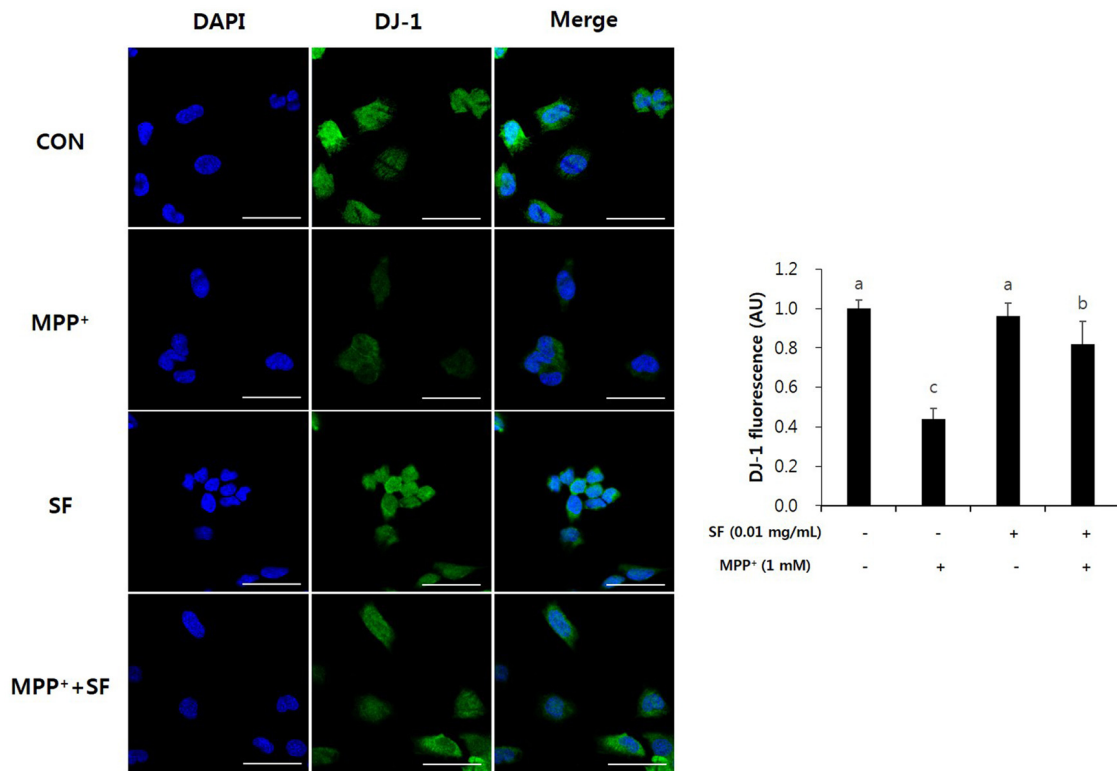 DAPI DJ-1 Merge
CON
MPP⁺
SF
MPP⁺+SF
DJ-1 fluorescence (AU)
1.2
1.0
0.8
0.6
0.4
0.2
0.0
a c a b
SF (0.01 mg/mL) - - + +
MPP⁺ (1 mM) - + - +